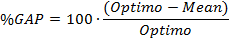 %GAP = 100 · (Optimo − Mean) / Optimo